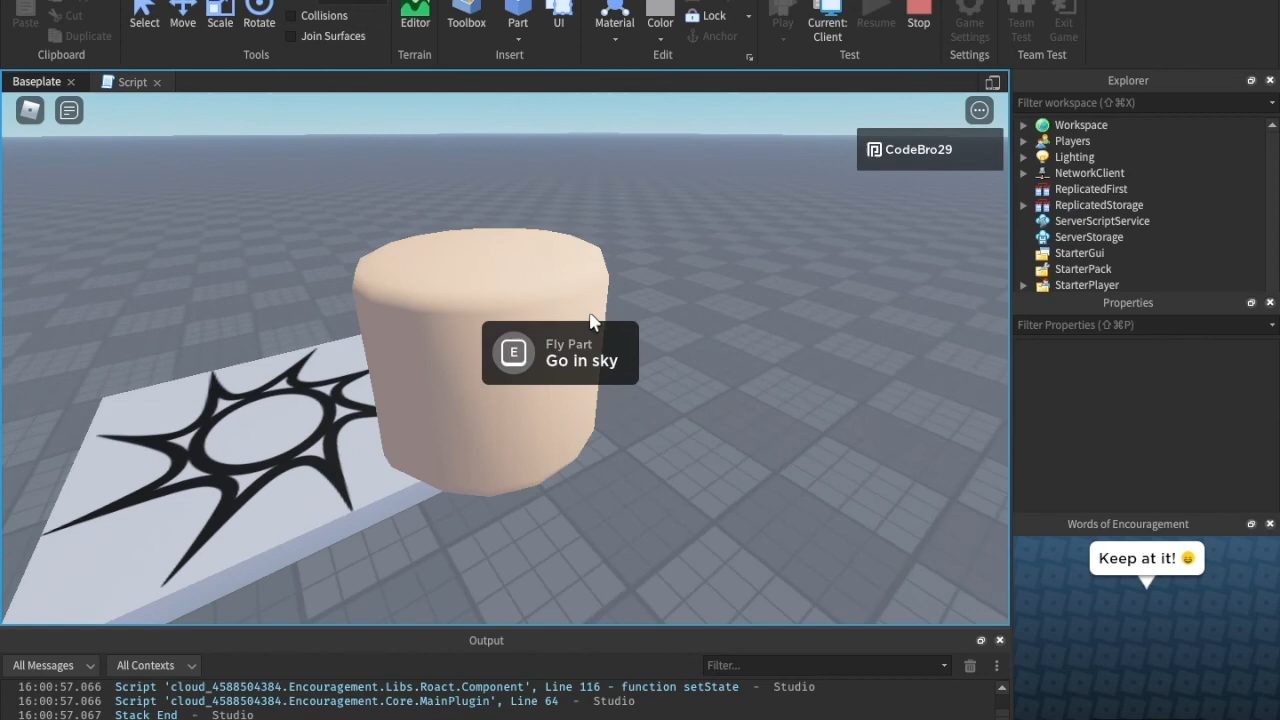 Paste
Cut
Duplicate
Clipboard
Select
Move
Scale
Rotate
Collisions
Join Surfaces
Tools
Editor
Terrain
Toolbox
Part
UI
Insert
Material
Color
Lock
Anchor
Edit
Play
Current:
Client
Resume
Stop
Test
Game
Settings
Settings
Team
Test
Exit
Game
Team Test
Baseplate
Script
CodeBro29
E
Fly Part
Go in sky
Explorer
Filter workspace (⇧⌘X)
Workspace
Players
Lighting
NetworkClient
ReplicatedFirst
ReplicatedStorage
ServerScriptService
ServerStorage
StarterGui
StarterPack
StarterPlayer
Properties
Filter Properties (⇧⌘P)
Words of Encouragement
Keep at it! 😄
Output
All Messages
All Contexts
Filter...
16:00:57.066 Script 'cloud_4588504384.Encouragement.Libs.Roact.Component', Line 116 - function setState - Studio
16:00:57.066 Script 'cloud_4588504384.Encouragement.Core.MainPlugin', Line 64 - Studio
16:00:57.067 Stack End - Studio